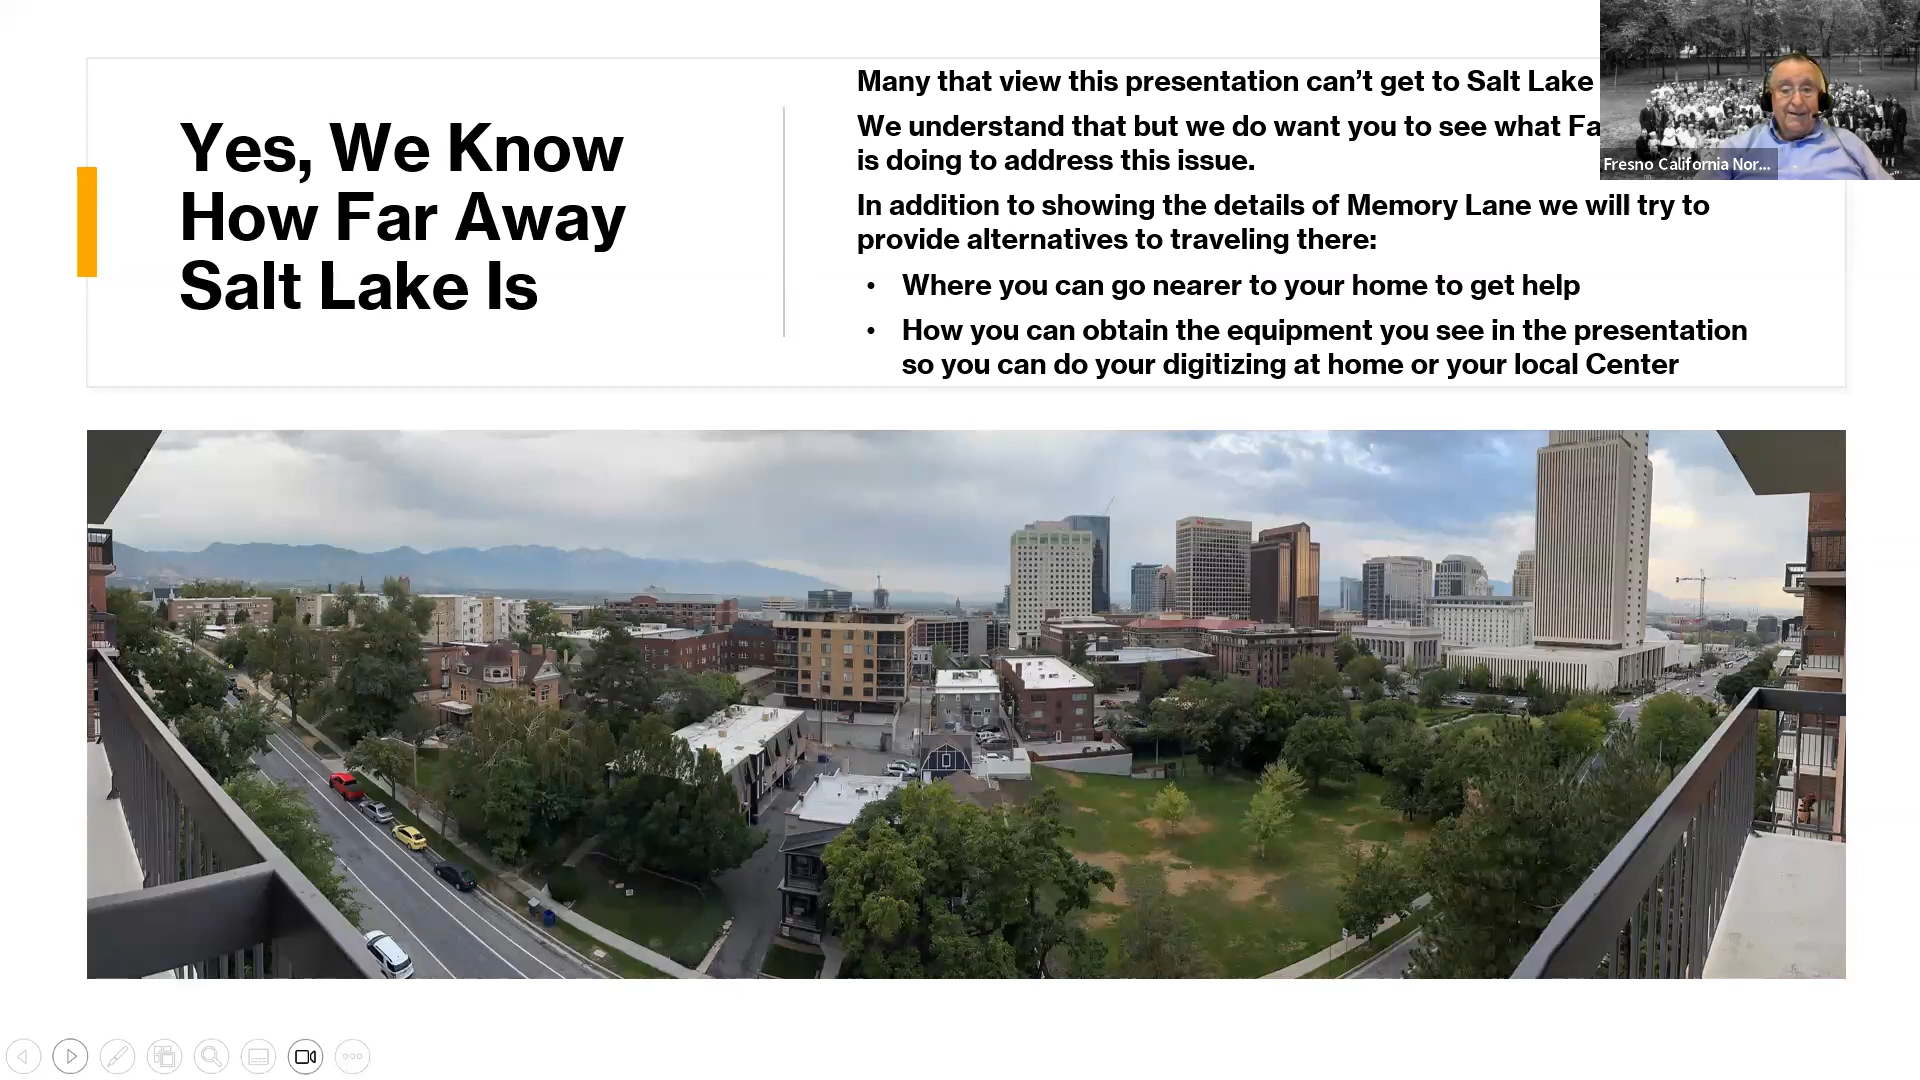 Yes, We Know
How Far Away
Salt Lake Is
Many that view this presentation can’t get to Salt Lake
We understand that but we do want you to see what Fa
is doing to address this issue.
In addition to showing the details of Memory Lane we will try to
provide alternatives to traveling there:
• Where you can go nearer to your home to get help
• How you can obtain the equipment you see in the presentation
so you can do your digitizing at home or your local Center
Fresno California Nor...